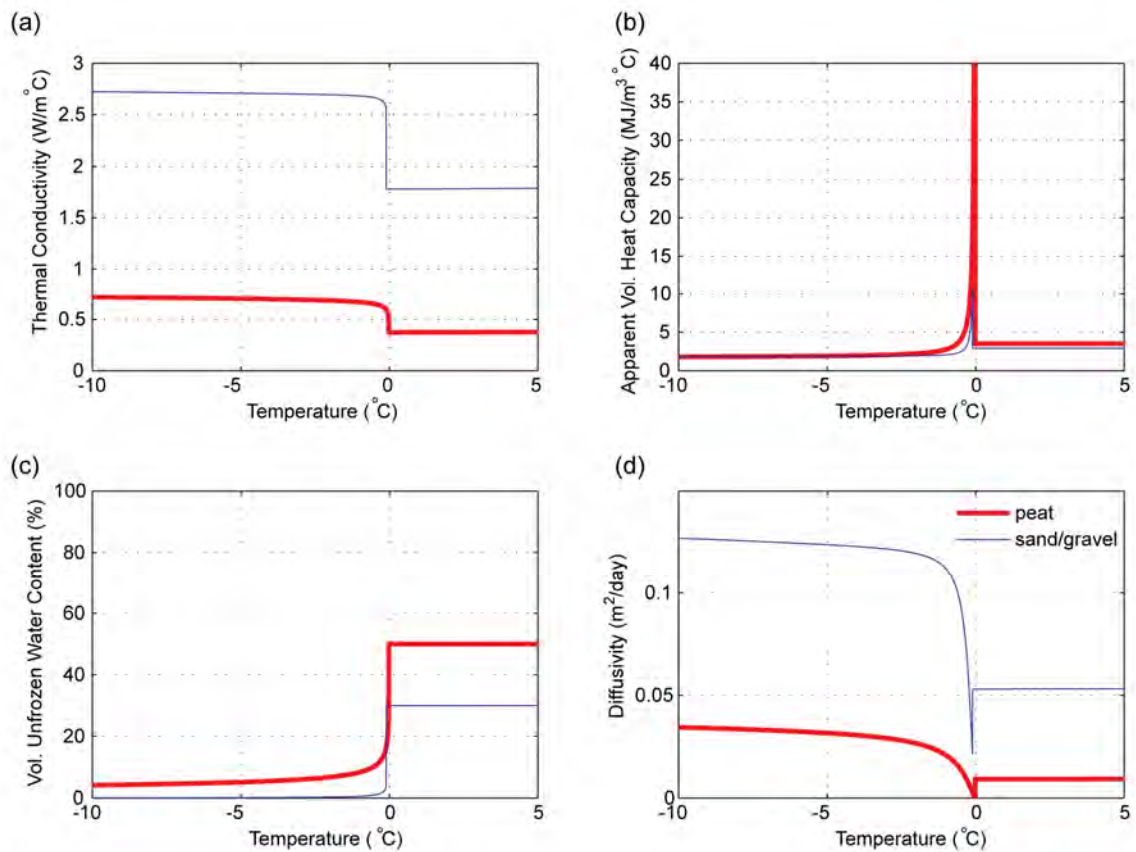 (a)
Thermal Conductivity (W/m°C)
3
2.5
2
1.5
1
0.5
0
-10
-5
0
5
Temperature (°C)
(b)
Apparent Vol. Heat Capacity (MJ/m³ °C)
40
35
30
25
20
15
10
5
0
-10
-5
0
5
Temperature (°C)
(c)
Vol. Unfrozen Water Content (%)
100
80
60
40
20
0
-10
-5
0
5
Temperature (°C)
(d)
Diffusivity (m²/day)
0.1
0.05
0
peat
sand/gravel
-10
-5
0
5
Temperature (°C)